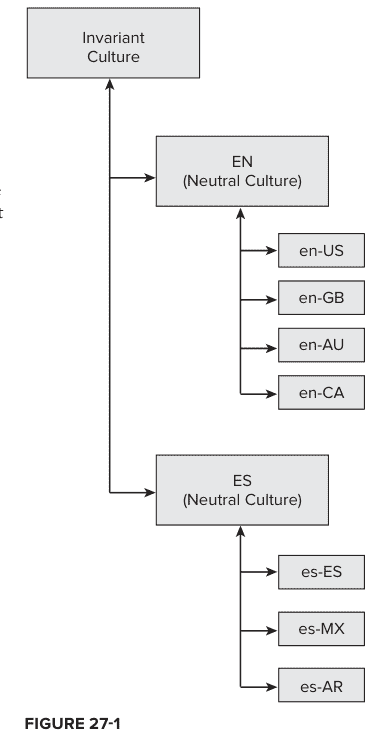 Invariant
Culture
EN
(Neutral Culture)
en-US
en-GB
en-AU
en-CA
ES
(Neutral Culture)
es-ES
es-MX
es-AR
FIGURE 27-1